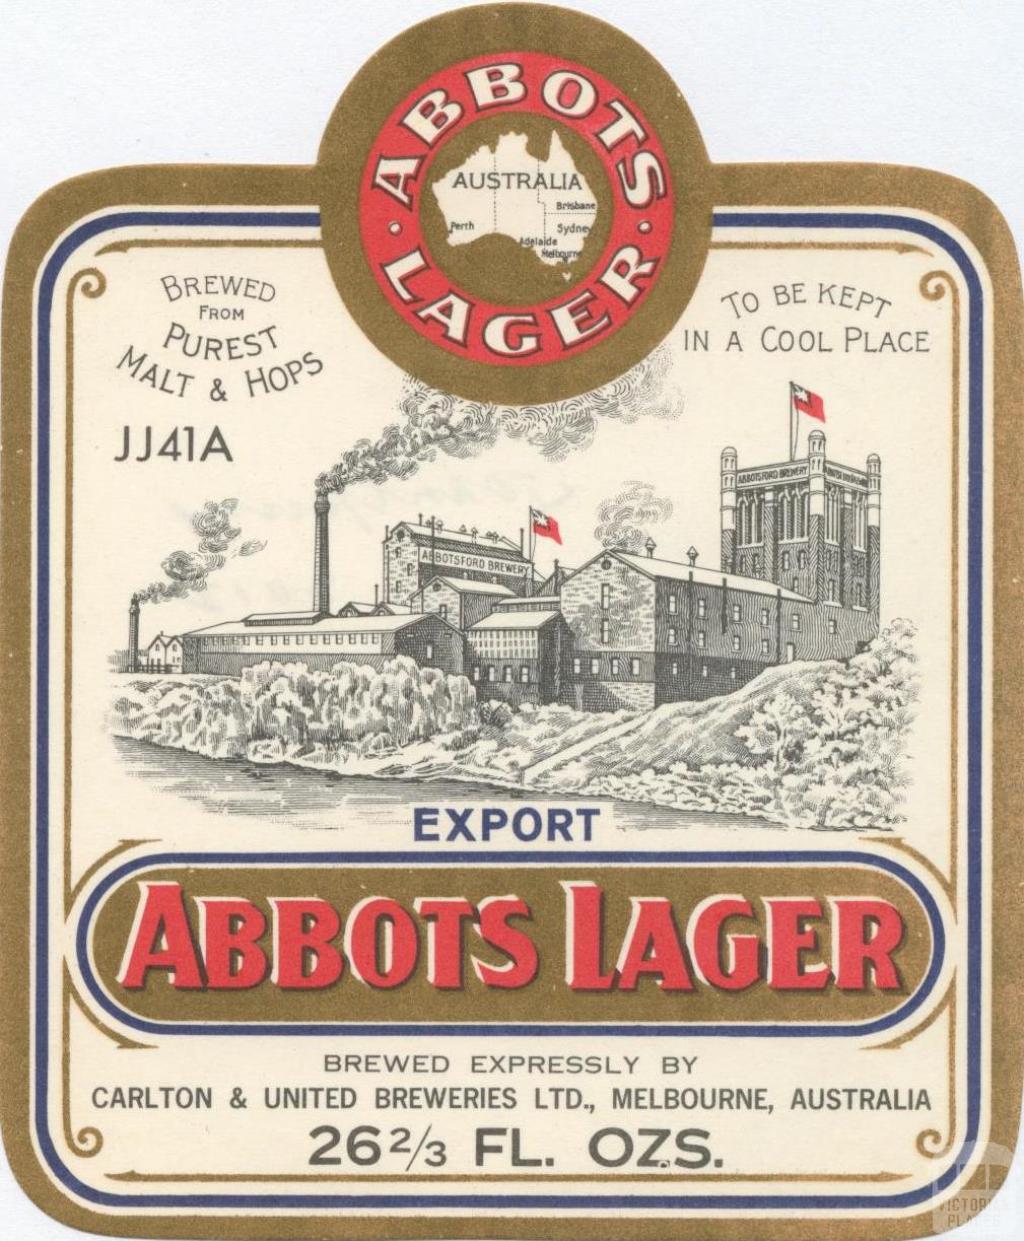 ABBOTS LAGER
AUSTRALIA
Brisbane
Perth
Sydney
Adelaide
Melbourne
BREWED
FROM
PUREST
MALT & HOPS
JJ41A
TO BE KEPT
IN A COOL PLACE
ABBOTSFORD BREWERY
ABBOTSFORD BREWERY
EXPORT
ABBOTS LAGER
BREWED EXPRESSLY BY
CARLTON & UNITED BREWERIES LTD., MELBOURNE, AUSTRALIA
26 2/3 FL. OZS.
VICTORIAN
PLACES